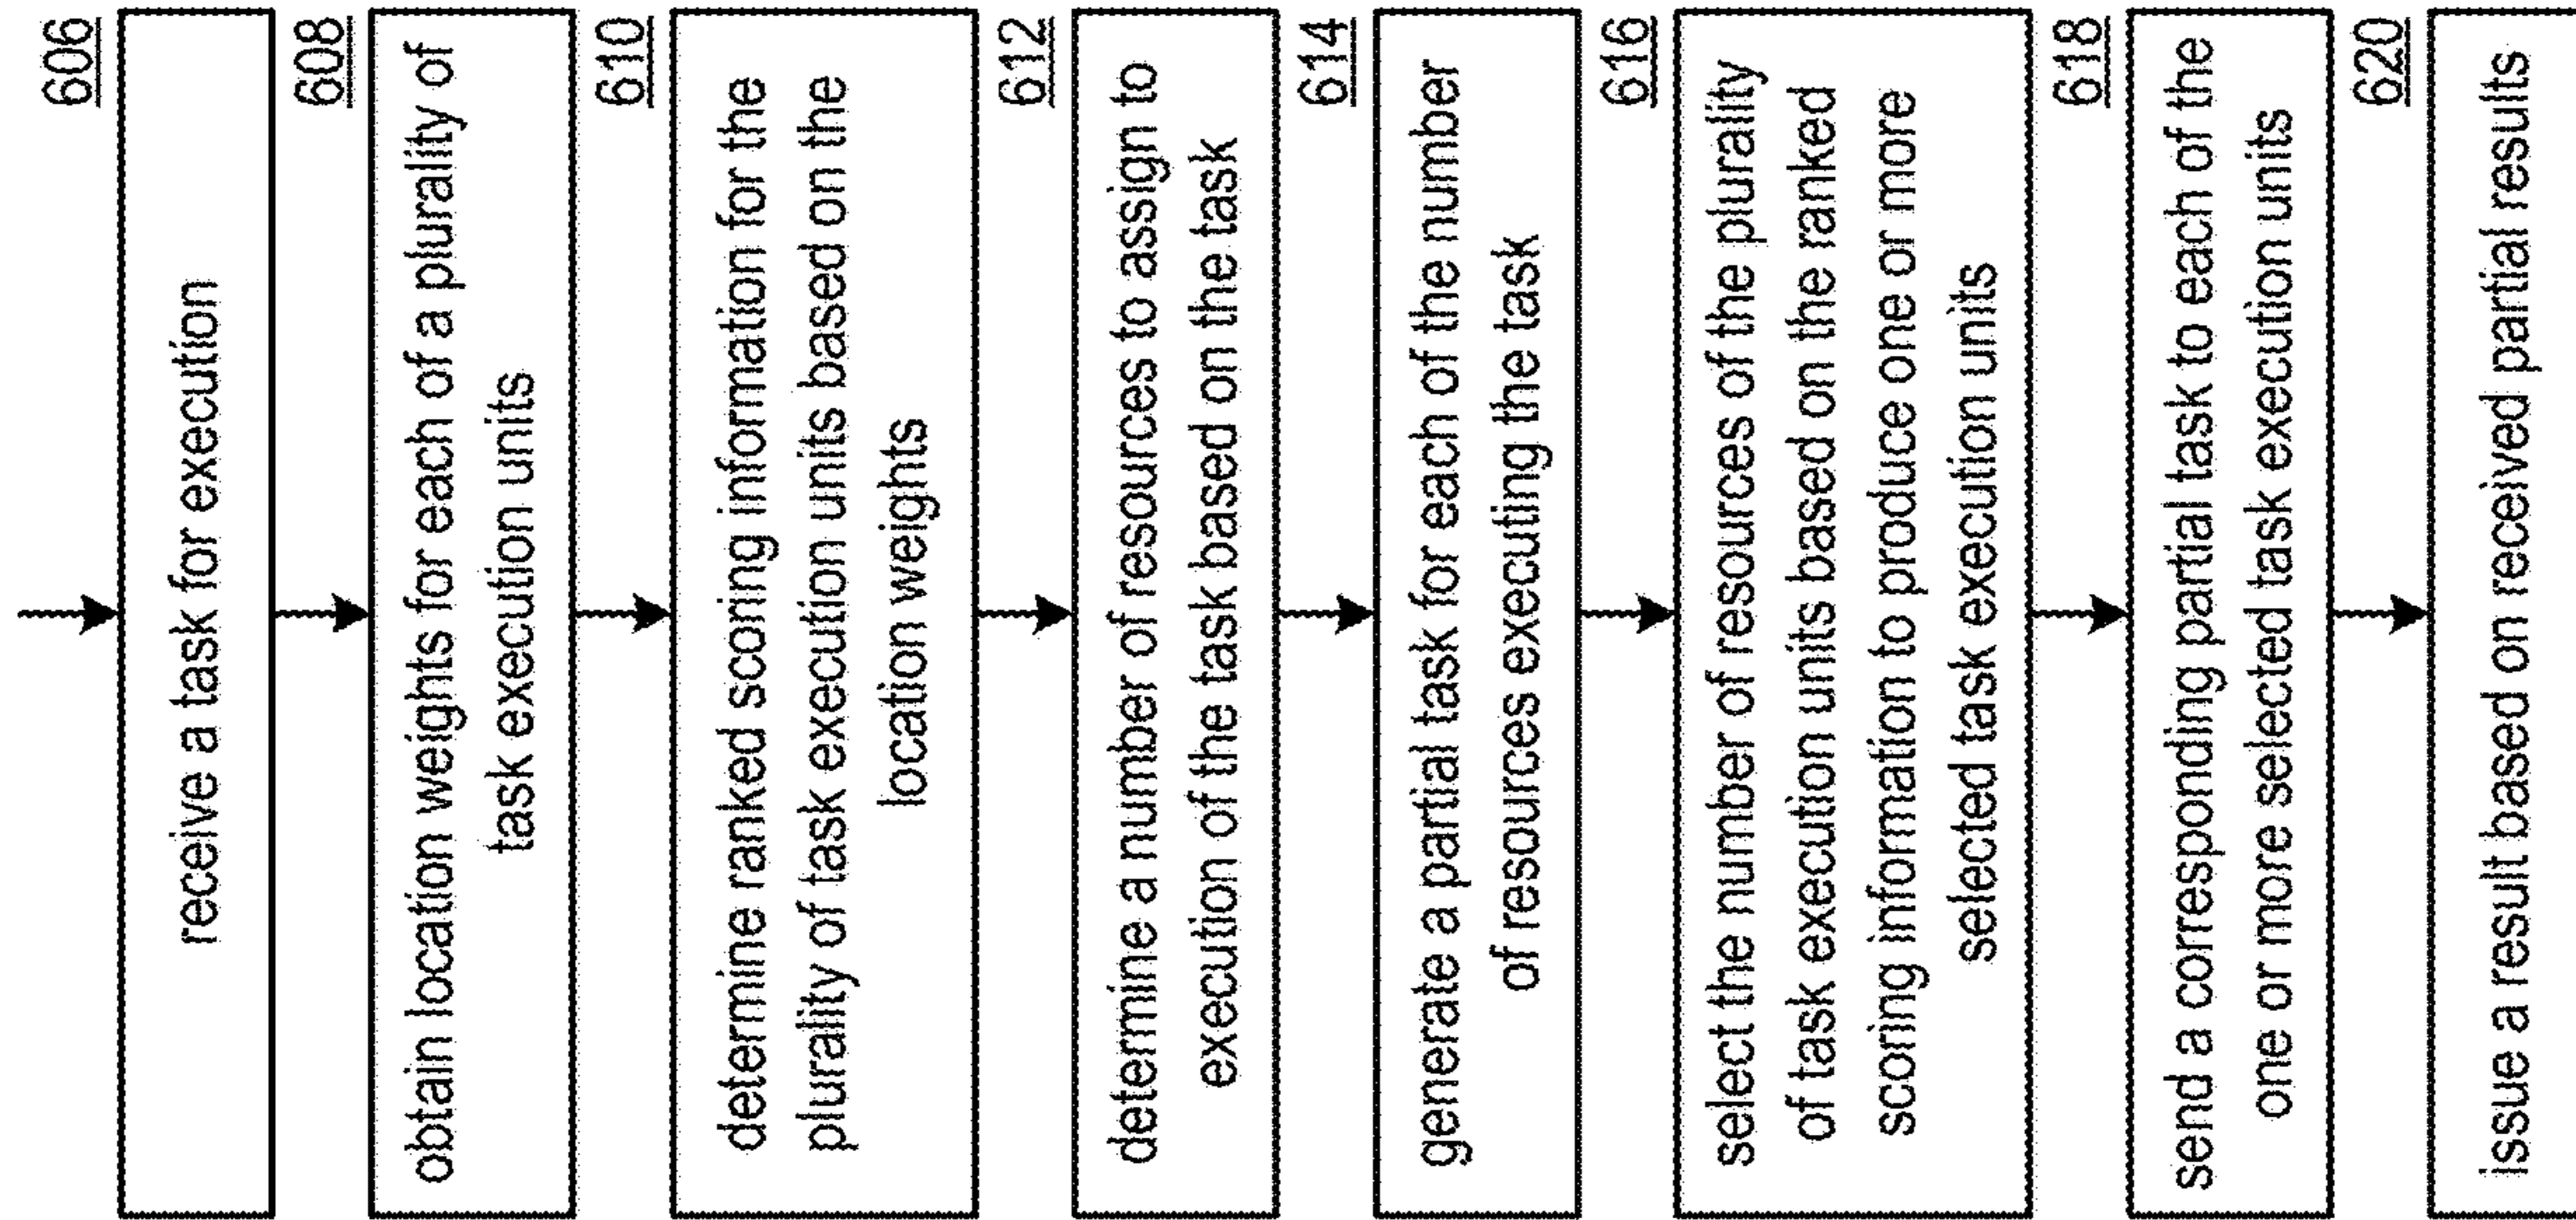 606
receive a task for execution
608
obtain location weights for each of a plurality of
task execution units
610
determine ranked scoring information for the
plurality of task execution units based on the
location weights
612
determine a number of resources to assign to
execution of the task based on the task
614
generate a partial task for each of the number
of resources executing the task
616
select the number of resources of the plurality
of task execution units based on the ranked
scoring information to produce one or more
selected task execution units
618
send a corresponding partial task to each of the
one or more selected task execution units
620
issue a result based on received partial results